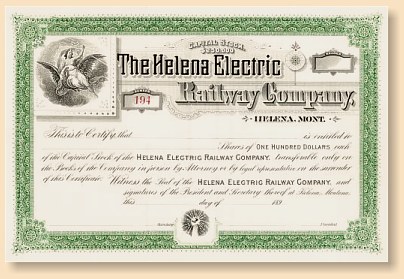 CAPITAL STOCK,
$250,000
The Helena Electric
194
Railway Company.
HELENA, MONT.
This is to Certify, that is entitled to
Shares of ONE HUNDRED DOLLARS each
of the Capital Stock of the HELENA ELECTRIC RAILWAY COMPANY, transferable only on
the Books of the Company in person by Attorney or by legal representative on the surrender
of this Certificate. Witness the Seal of the HELENA ELECTRIC RAILWAY COMPANY, and
signatures of the President and Secretary thereof at Helena, Montana.
this day of 189